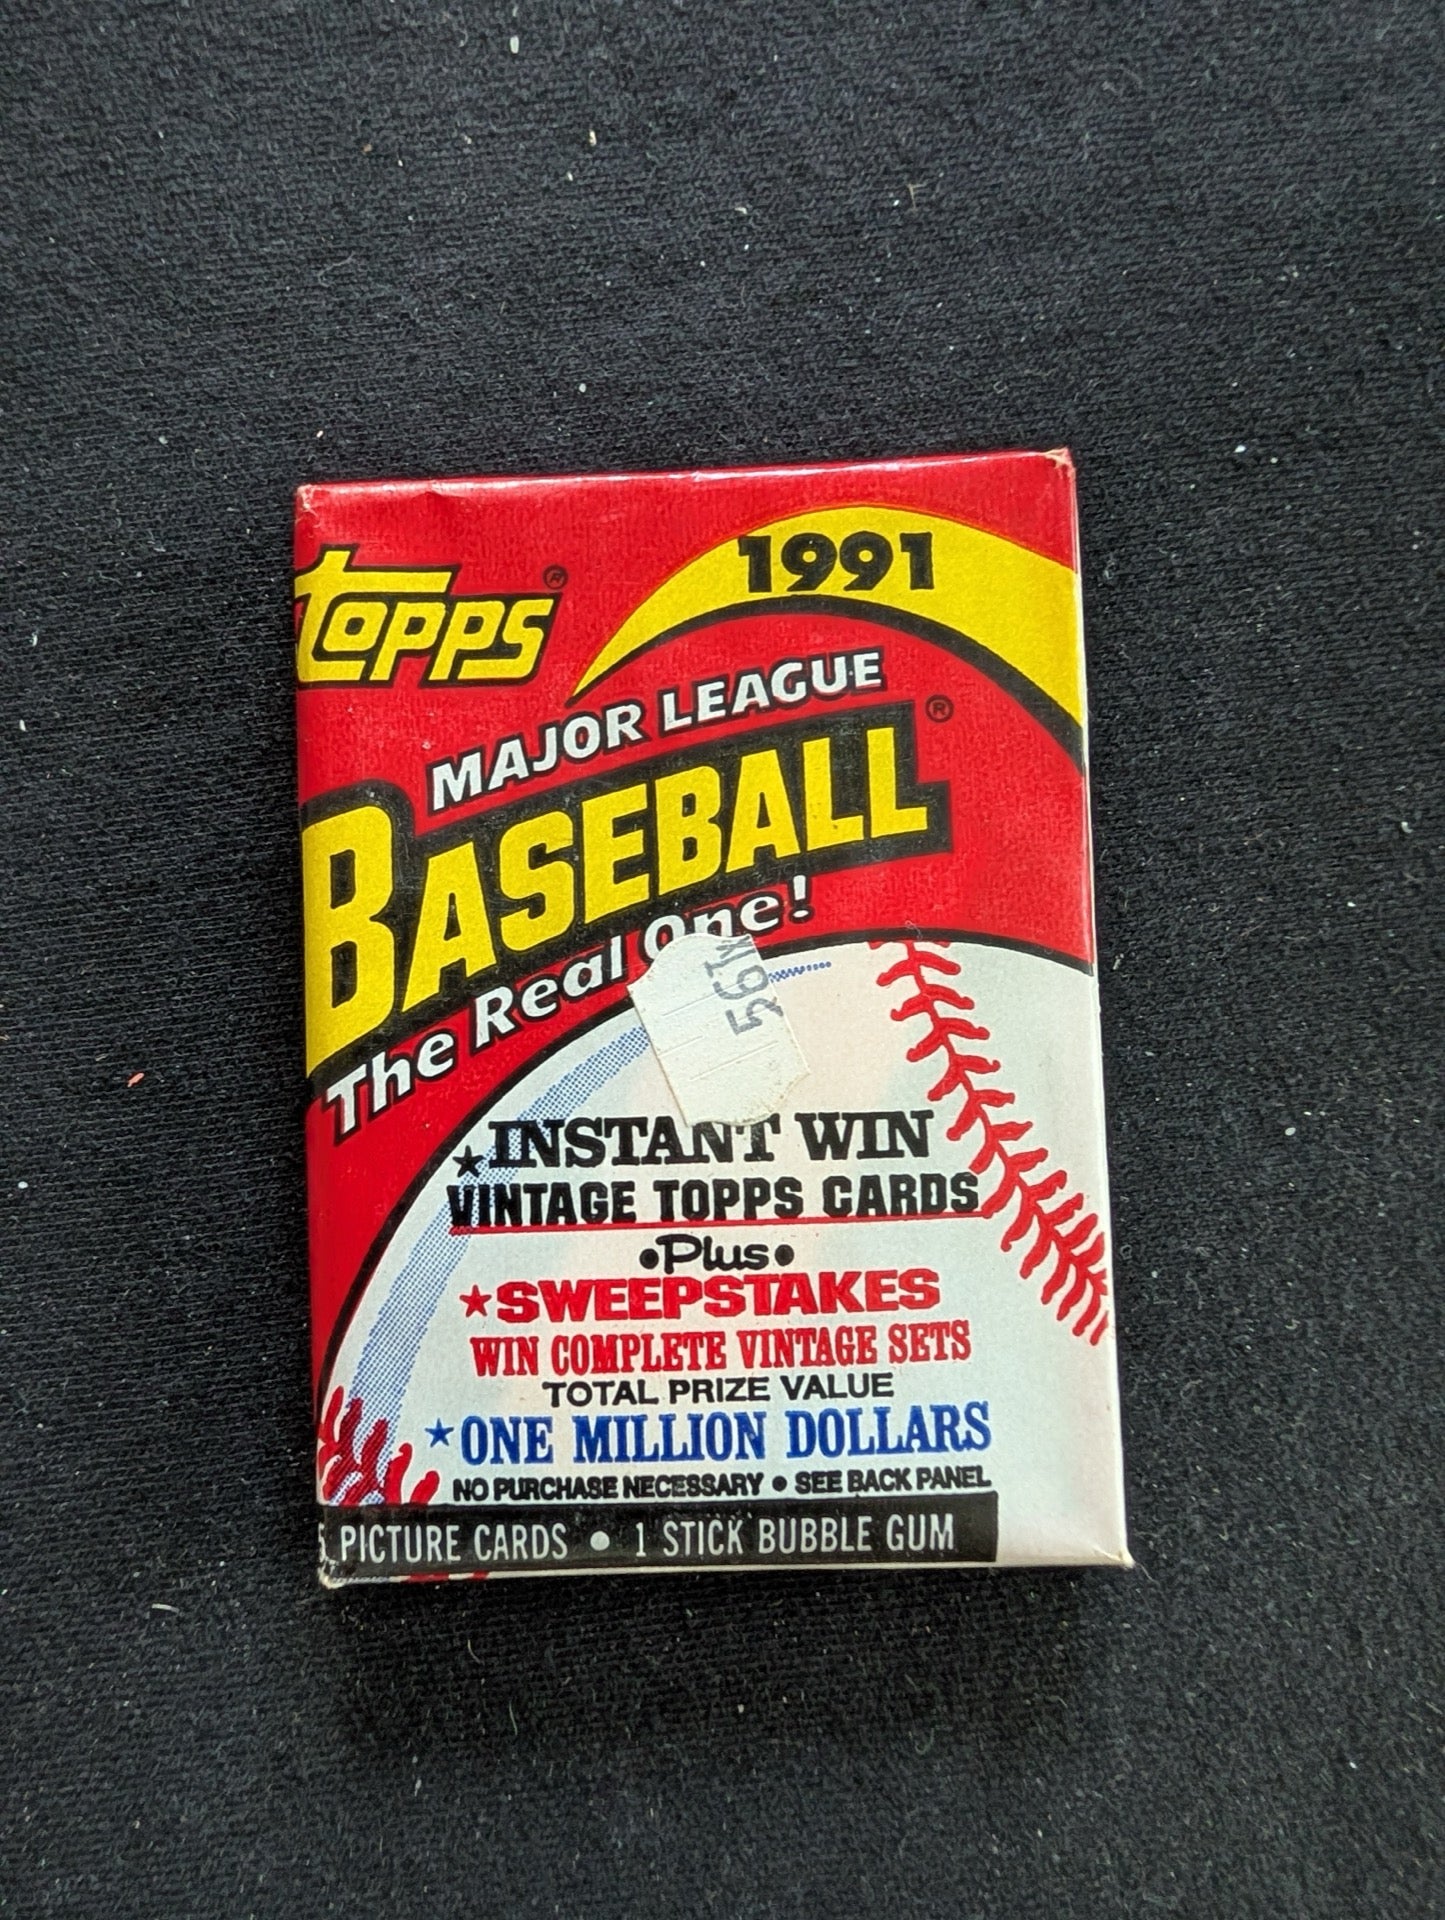 1991
Topps ®
MAJOR LEAGUE
BASEBALL ®
The Real One!
★INSTANT WIN
VINTAGE TOPPS CARDS
•Plus•
★SWEEPSTAKES
WIN COMPLETE VINTAGE SETS
TOTAL PRIZE VALUE
★ONE MILLION DOLLARS
NO PURCHASE NECESSARY • SEE BACK PANEL
5 PICTURE CARDS • 1 STICK BUBBLE GUM